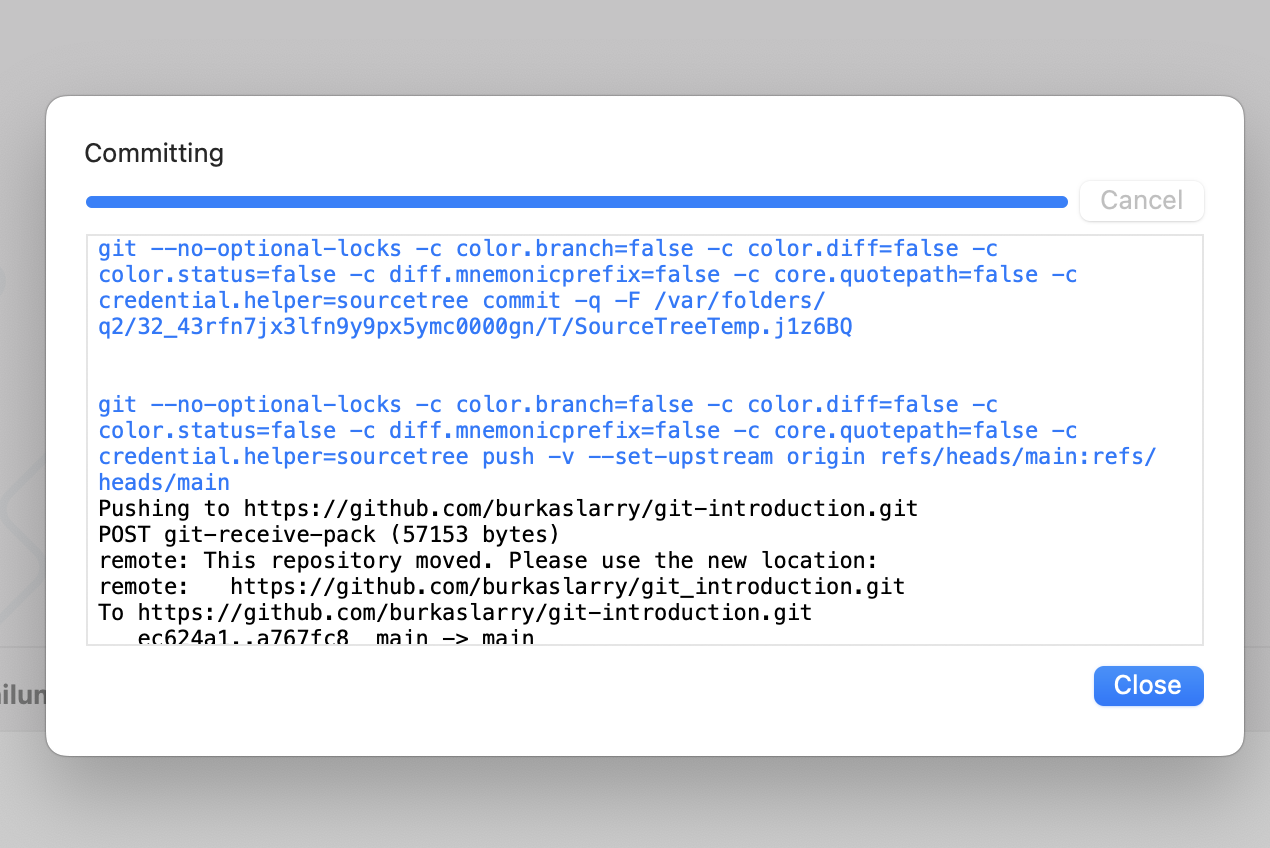 Committing
Cancel
git --no-optional-locks -c color.branch=false -c color.diff=false -c
color.status=false -c diff.mnemonicprefix=false -c core.quotepath=false -c
credential.helper=sourcetree commit -q -F /var/folders/
q2/32_43rfn7jx3lfn9y9px5ymc0000gn/T/SourceTreeTemp.j1z6BQ
git --no-optional-locks -c color.branch=false -c color.diff=false -c
color.status=false -c diff.mnemonicprefix=false -c core.quotepath=false -c
credential.helper=sourcetree push -v --set-upstream origin refs/heads/main:refs/
heads/main
Pushing to https://github.com/burkaslarry/git-introduction.git
POST git-receive-pack (57153 bytes)
remote: This repository moved. Please use the new location:
remote:   https://github.com/burkaslarry/git_introduction.git
To https://github.com/burkaslarry/git-introduction.git
   ec624a1..a767fc8  main -> main
Close